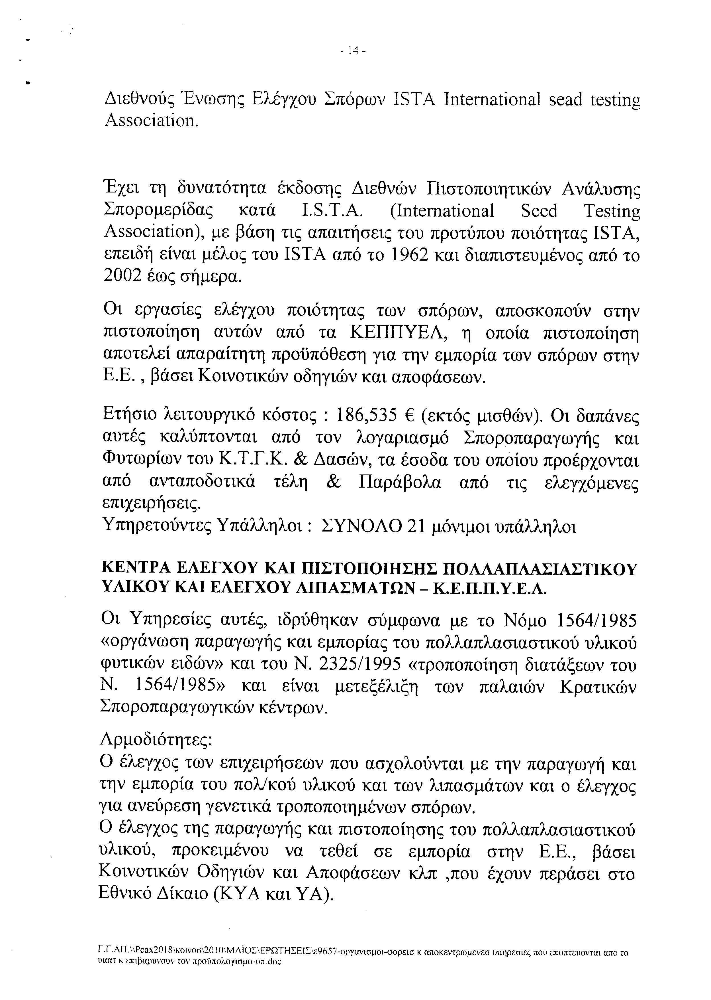 - 14 -
Διεθνούς Ένωσης Ελέγχου Σπόρων ISTA International sead testing
Association.
Έχει τη δυνατότητα έκδοσης Διεθνών Πιστοποιητικών Ανάλυσης
Σπορομερίδας κατά I.S.T.A. (International Seed Testing
Association), με βάση τις απαιτήσεις του προτύπου ποιότητας ISTA,
επειδή είναι μέλος του ISTA από το 1962 και διαπιστευμένος από το
2002 έως σήμερα.
Οι εργασίες ελέγχου ποιότητας των σπόρων, αποσκοπούν στην
πιστοποίηση αυτών από τα ΚΕΠΠΥΕΛ, η οποία πιστοποίηση
αποτελεί απαραίτητη προϋπόθεση για την εμπορία των σπόρων στην
Ε.Ε. , βάσει Κοινοτικών οδηγιών και αποφάσεων.
Ετήσιο λειτουργικό κόστος : 186,535 € (εκτός μισθών). Οι δαπάνες
αυτές καλύπτονται από τον λογαριασμό Σποροπαραγωγής και
Φυτωρίων του Κ.Τ.Γ.Κ. & Δασών, τα έσοδα του οποίου προέρχονται
από ανταποδοτικά τέλη & Παράβολα από τις ελεγχόμενες
επιχειρήσεις.
Υπηρετούντες Υπάλληλοι : ΣΥΝΟΛΟ 21 μόνιμοι υπάλληλοι
ΚΕΝΤΡΑ ΕΛΕΓΧΟΥ ΚΑΙ ΠΙΣΤΟΠΟΙΗΣΗΣ ΠΟΛΛΑΠΛΑΣΙΑΣΤΙΚΟΥ
ΥΛΙΚΟΥ ΚΑΙ ΕΛΕΓΧΟΥ ΛΙΠΑΣΜΑΤΩΝ – Κ.Ε.Π.Π.Υ.Ε.Λ.
Οι Υπηρεσίες αυτές, ιδρύθηκαν σύμφωνα με το Νόμο 1564/1985
«οργάνωση παραγωγής και εμπορίας του πολλαπλασιαστικού υλικού
φυτικών ειδών» και του Ν. 2325/1995 «τροποποίηση διατάξεων του
Ν. 1564/1985» και είναι μετεξέλιξη των παλαιών Κρατικών
Σποροπαραγωγικών κέντρων.
Αρμοδιότητες:
Ο έλεγχος των επιχειρήσεων που ασχολούνται με την παραγωγή και
την εμπορία του πολ/κού υλικού και των λιπασμάτων και ο έλεγχος
για ανεύρεση γενετικά τροποποιημένων σπόρων.
Ο έλεγχος της παραγωγής και πιστοποίησης του πολλαπλασιαστικού
υλικού, προκειμένου να τεθεί σε εμπορία στην Ε.Ε., βάσει
Κοινοτικών Οδηγιών και Αποφάσεων κλπ ,που έχουν περάσει στο
Εθνικό Δίκαιο (ΚΥΑ και ΥΑ).
Γ.Γ.ΑΠ.\\Pcax2018\κοινοσ\2010\ΜΑΪΟΣ\ΕΡΩΤΗΣΕΙΣ\ε9657-οργανισμοι-φορεισ κ αποκεντρωμενεσ υπηρεσιες που εποπτευονται απο το
υαατ κ επιβαρυνουν τον προϋπολογισμο-υπ.doc